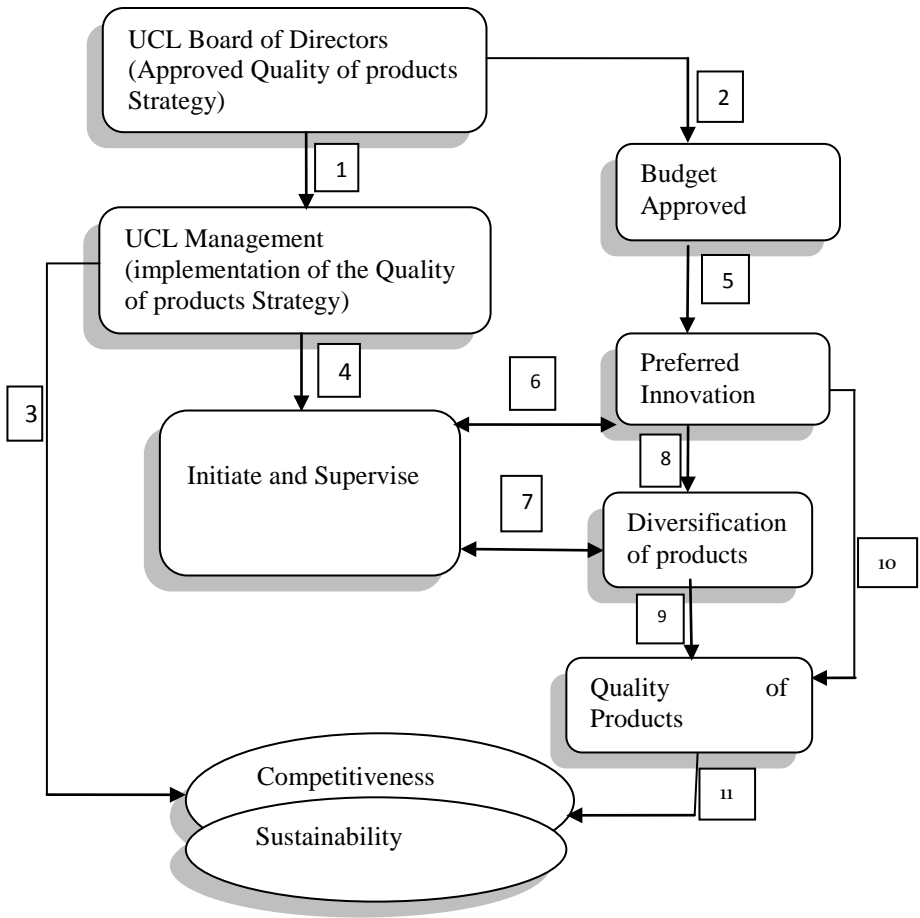 UCL Board of Directors
(Approved Quality of products
Strategy)
2
1
Budget
Approved
UCL Management
(implementation of the Quality
of products Strategy)
5
4
Preferred
Innovation
6
3
8
Initiate and Supervise
7
Diversification
of products
10
9
Quality of
Products
Competitiveness
11
Sustainability